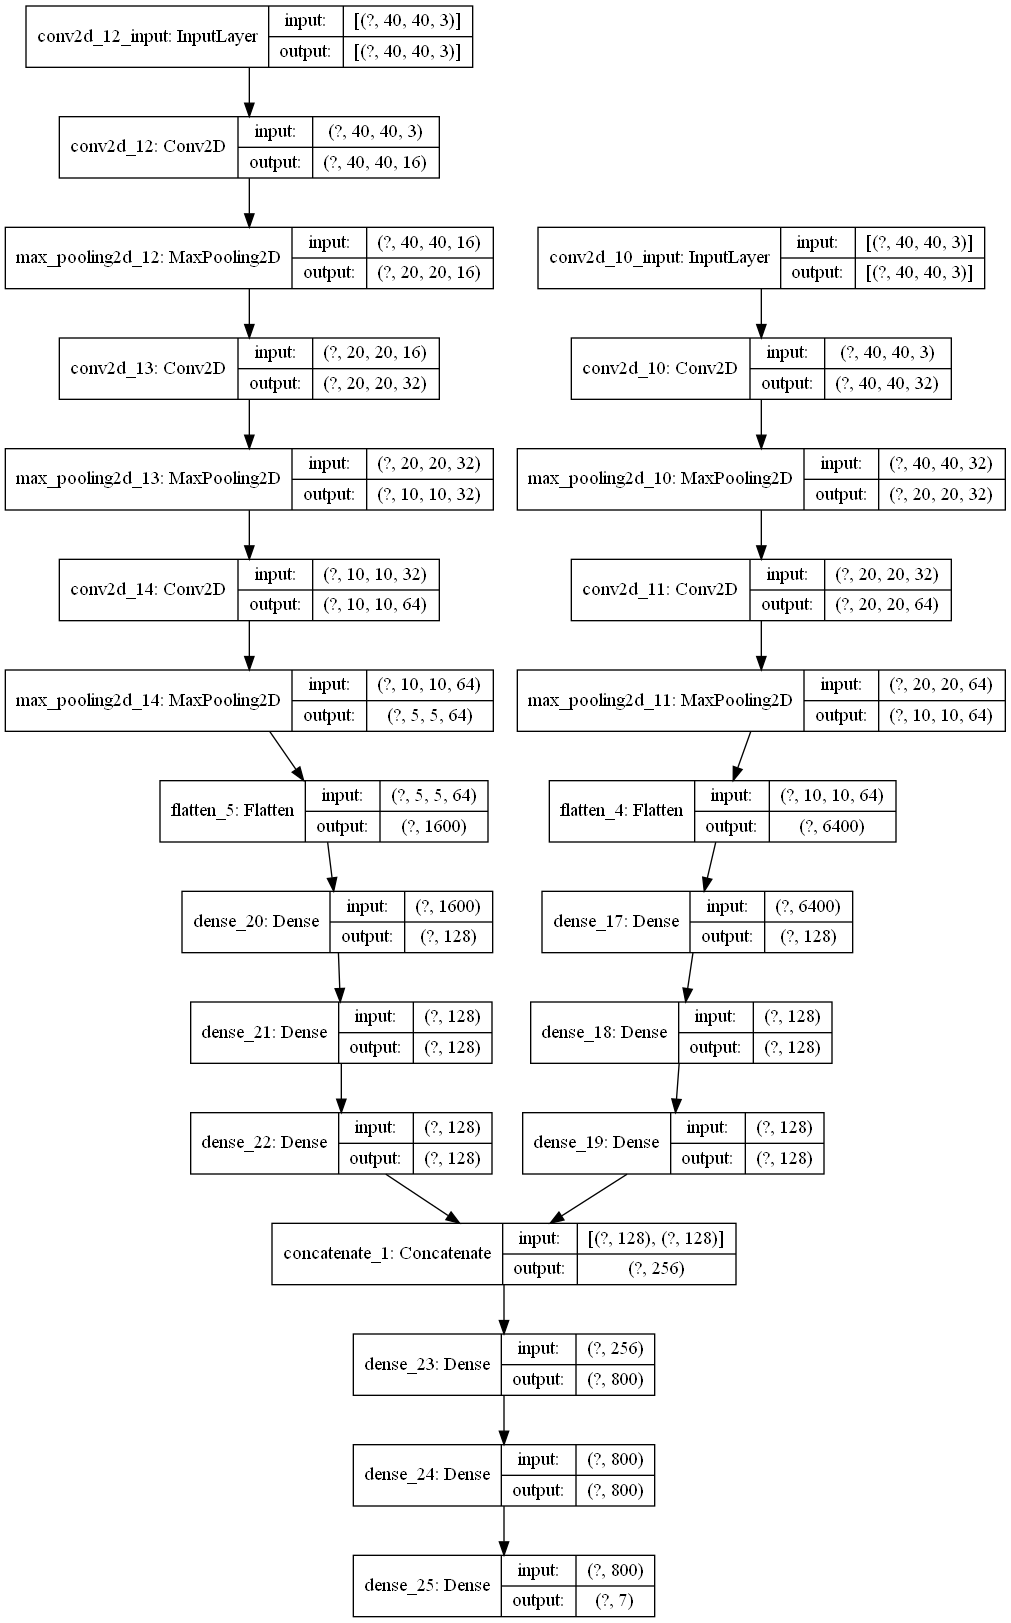 conv2d_12_input: InputLayer
input: [(?, 40, 40, 3)]
output: [(?, 40, 40, 3)]
conv2d_12: Conv2D
input: (?, 40, 40, 3)
output: (?, 40, 40, 16)
max_pooling2d_12: MaxPooling2D
input: (?, 40, 40, 16)
output: (?, 20, 20, 16)
conv2d_13: Conv2D
input: (?, 20, 20, 16)
output: (?, 20, 20, 32)
max_pooling2d_13: MaxPooling2D
input: (?, 20, 20, 32)
output: (?, 10, 10, 32)
conv2d_14: Conv2D
input: (?, 10, 10, 32)
output: (?, 10, 10, 64)
max_pooling2d_14: MaxPooling2D
input: (?, 10, 10, 64)
output: (?, 5, 5, 64)
flatten_5: Flatten
input: (?, 5, 5, 64)
output: (?, 1600)
dense_20: Dense
input: (?, 1600)
output: (?, 128)
dense_21: Dense
input: (?, 128)
output: (?, 128)
dense_22: Dense
input: (?, 128)
output: (?, 128)
conv2d_10_input: InputLayer
input: [(?, 40, 40, 3)]
output: [(?, 40, 40, 3)]
conv2d_10: Conv2D
input: (?, 40, 40, 3)
output: (?, 40, 40, 32)
max_pooling2d_10: MaxPooling2D
input: (?, 40, 40, 32)
output: (?, 20, 20, 32)
conv2d_11: Conv2D
input: (?, 20, 20, 32)
output: (?, 20, 20, 64)
max_pooling2d_11: MaxPooling2D
input: (?, 20, 20, 64)
output: (?, 10, 10, 64)
flatten_4: Flatten
input: (?, 10, 10, 64)
output: (?, 6400)
dense_17: Dense
input: (?, 6400)
output: (?, 128)
dense_18: Dense
input: (?, 128)
output: (?, 128)
dense_19: Dense
input: (?, 128)
output: (?, 128)
concatenate_1: Concatenate
input: [(?, 128), (?, 128)]
output: (?, 256)
dense_23: Dense
input: (?, 256)
output: (?, 800)
dense_24: Dense
input: (?, 800)
output: (?, 800)
dense_25: Dense
input: (?, 800)
output: (?, 7)